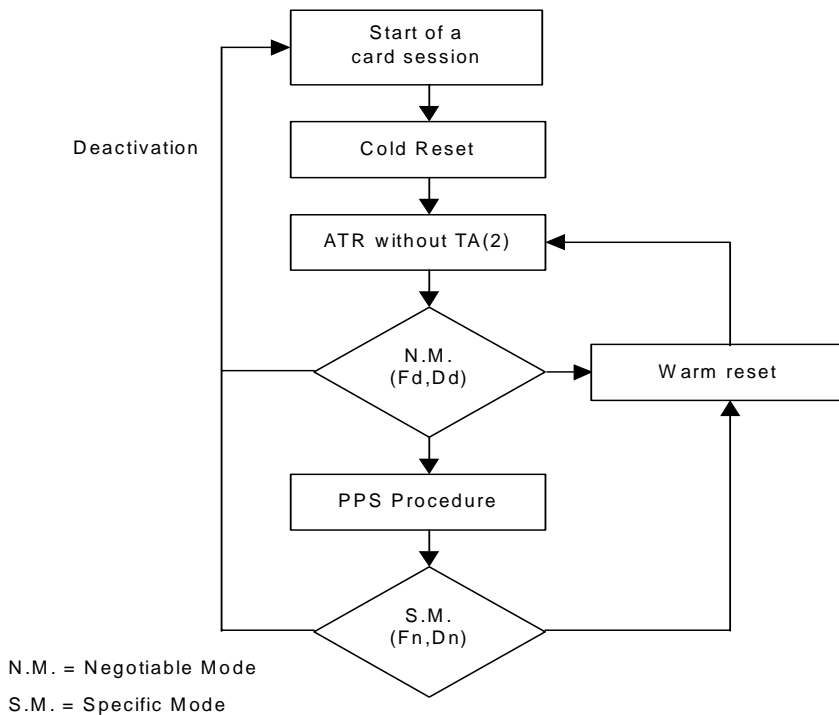 Start of a
card session
Deactivation
Cold Reset
ATR without TA(2)
N.M.
(Fd,Dd)
Warm reset
PPS Procedure
S.M.
(Fn,Dn)
N.M. = Negotiable Mode
S.M. = Specific Mode